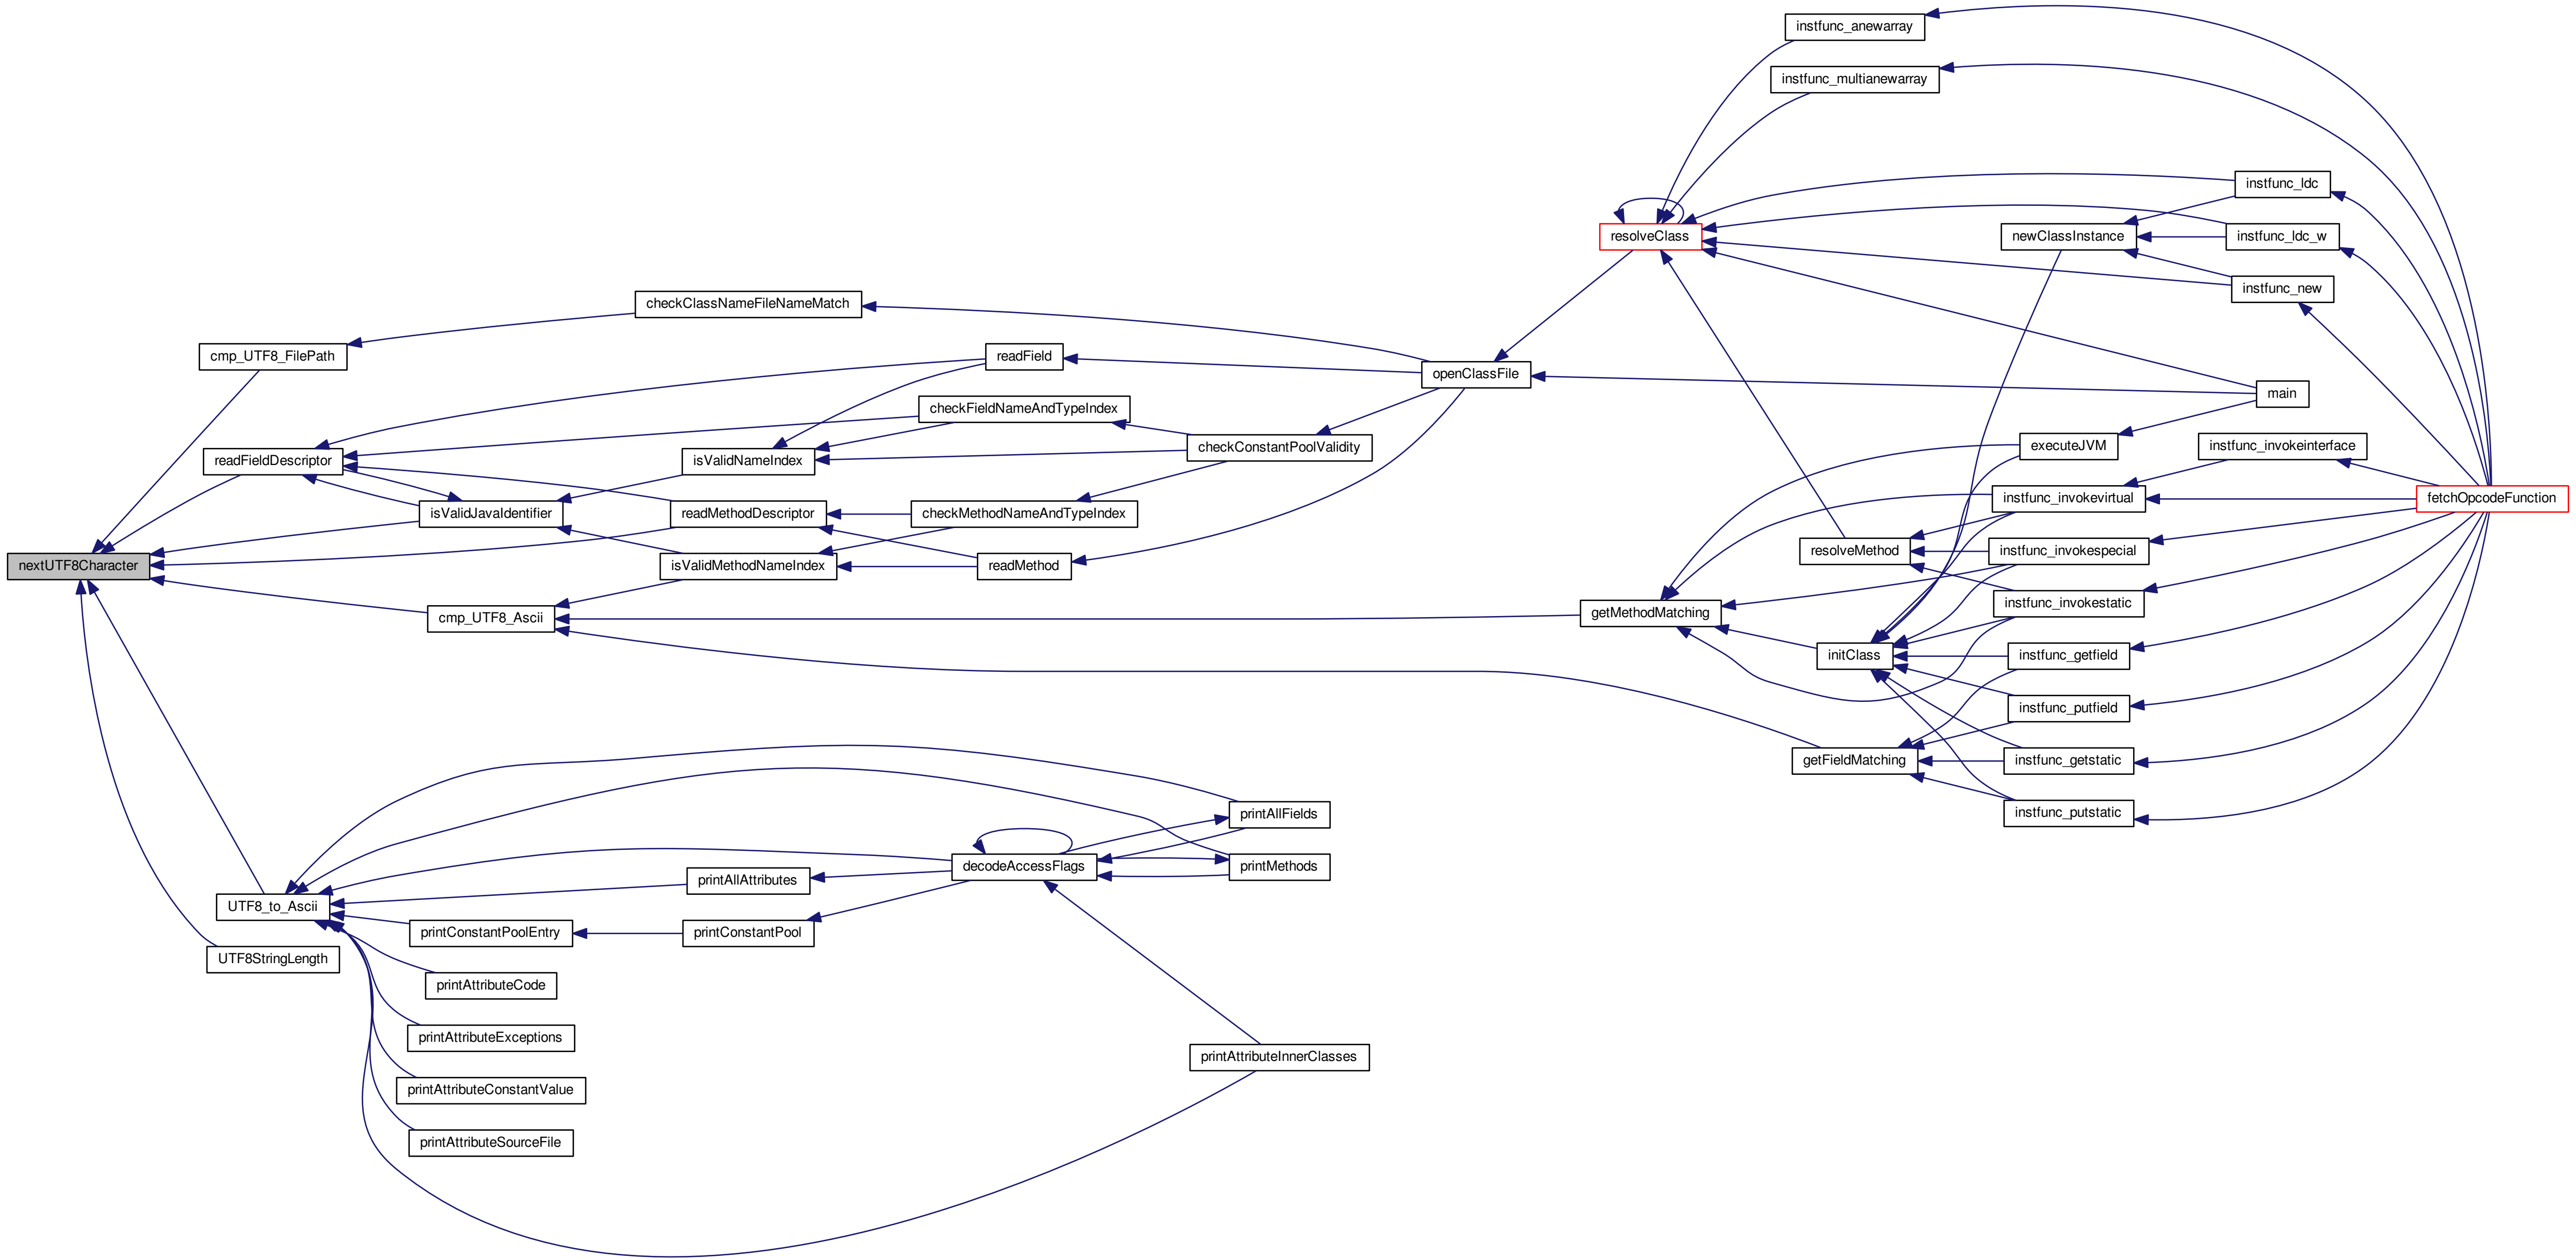 instfunc_anewarray
instfunc_multianewarray
instfunc_ldc
resolveClass
newClassInstance
instfunc_ldc_w
instfunc_new
checkClassNameFileNameMatch
cmp_UTF8_FilePath
readField
openClassFile
main
checkFieldNameAndTypeIndex
executeJVM
instfunc_invokeinterface
readFieldDescriptor
isValidNameIndex
checkConstantPoolValidity
instfunc_invokevirtual
fetchOpcodeFunction
isValidJavaIdentifier
readMethodDescriptor
checkMethodNameAndTypeIndex
resolveMethod
instfunc_invokespecial
nextUTF8Character
isValidMethodNameIndex
readMethod
instfunc_invokestatic
cmp_UTF8_Ascii
getMethodMatching
initClass
instfunc_getfield
instfunc_putfield
getFieldMatching
instfunc_getstatic
instfunc_putstatic
printAllFields
decodeAccessFlags
printMethods
printAllAttributes
UTF8_to_Ascii
printConstantPoolEntry
printConstantPool
UTF8StringLength
printAttributeCode
printAttributeExceptions
printAttributeInnerClasses
printAttributeConstantValue
printAttributeSourceFile